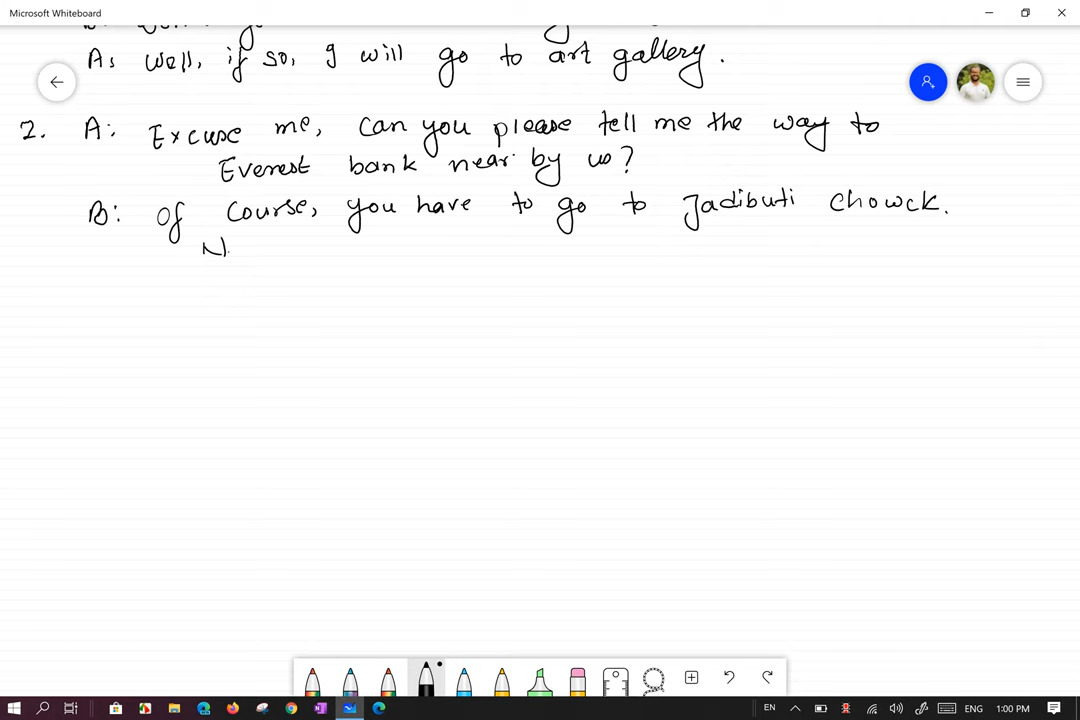 Microsoft Whiteboard
A: Well, if so, I will go to art gallery.
2. A: Excuse me, can you please tell me the way to
Everest bank near by us?
B: Of course, you have to go to Jadibuti chowck.
N
EN ENG 1:00 PM